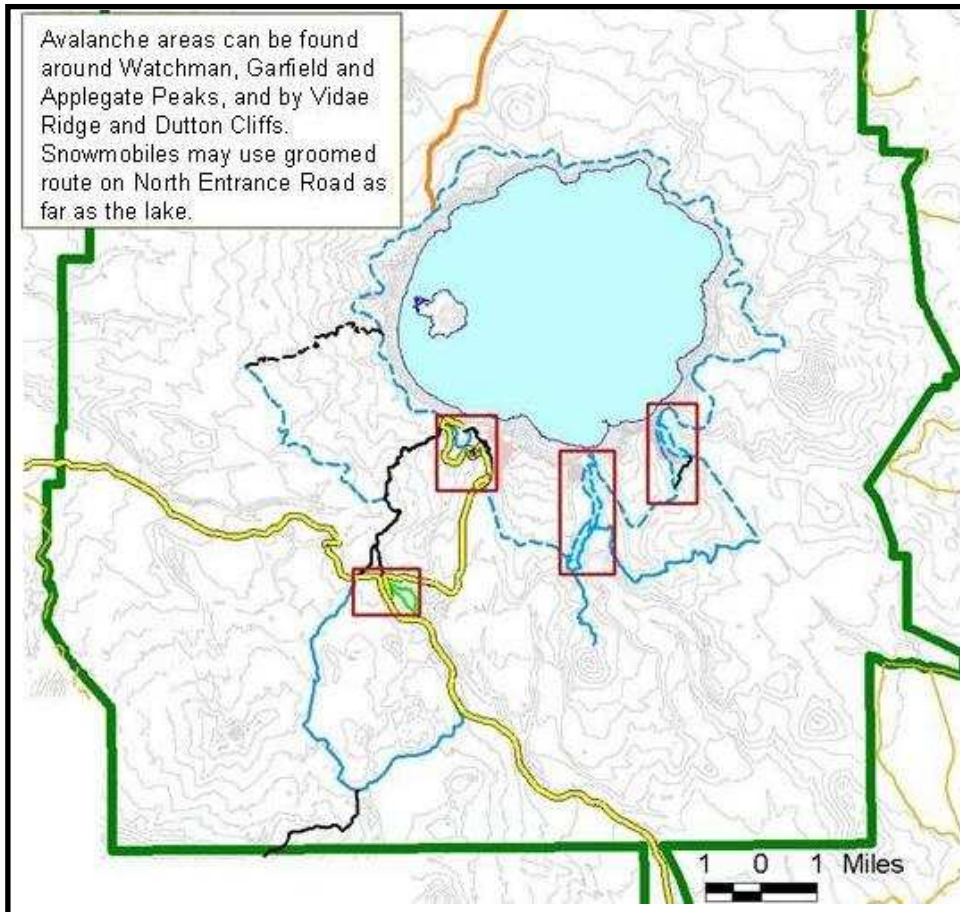 Avalanche areas can be found
around Watchman, Garfield and
Applegate Peaks, and by Vidae
Ridge and Dutton Cliffs.
Snowmobiles may use groomed
route on North Entrance Road as
far as the lake.
1 0 1 Miles